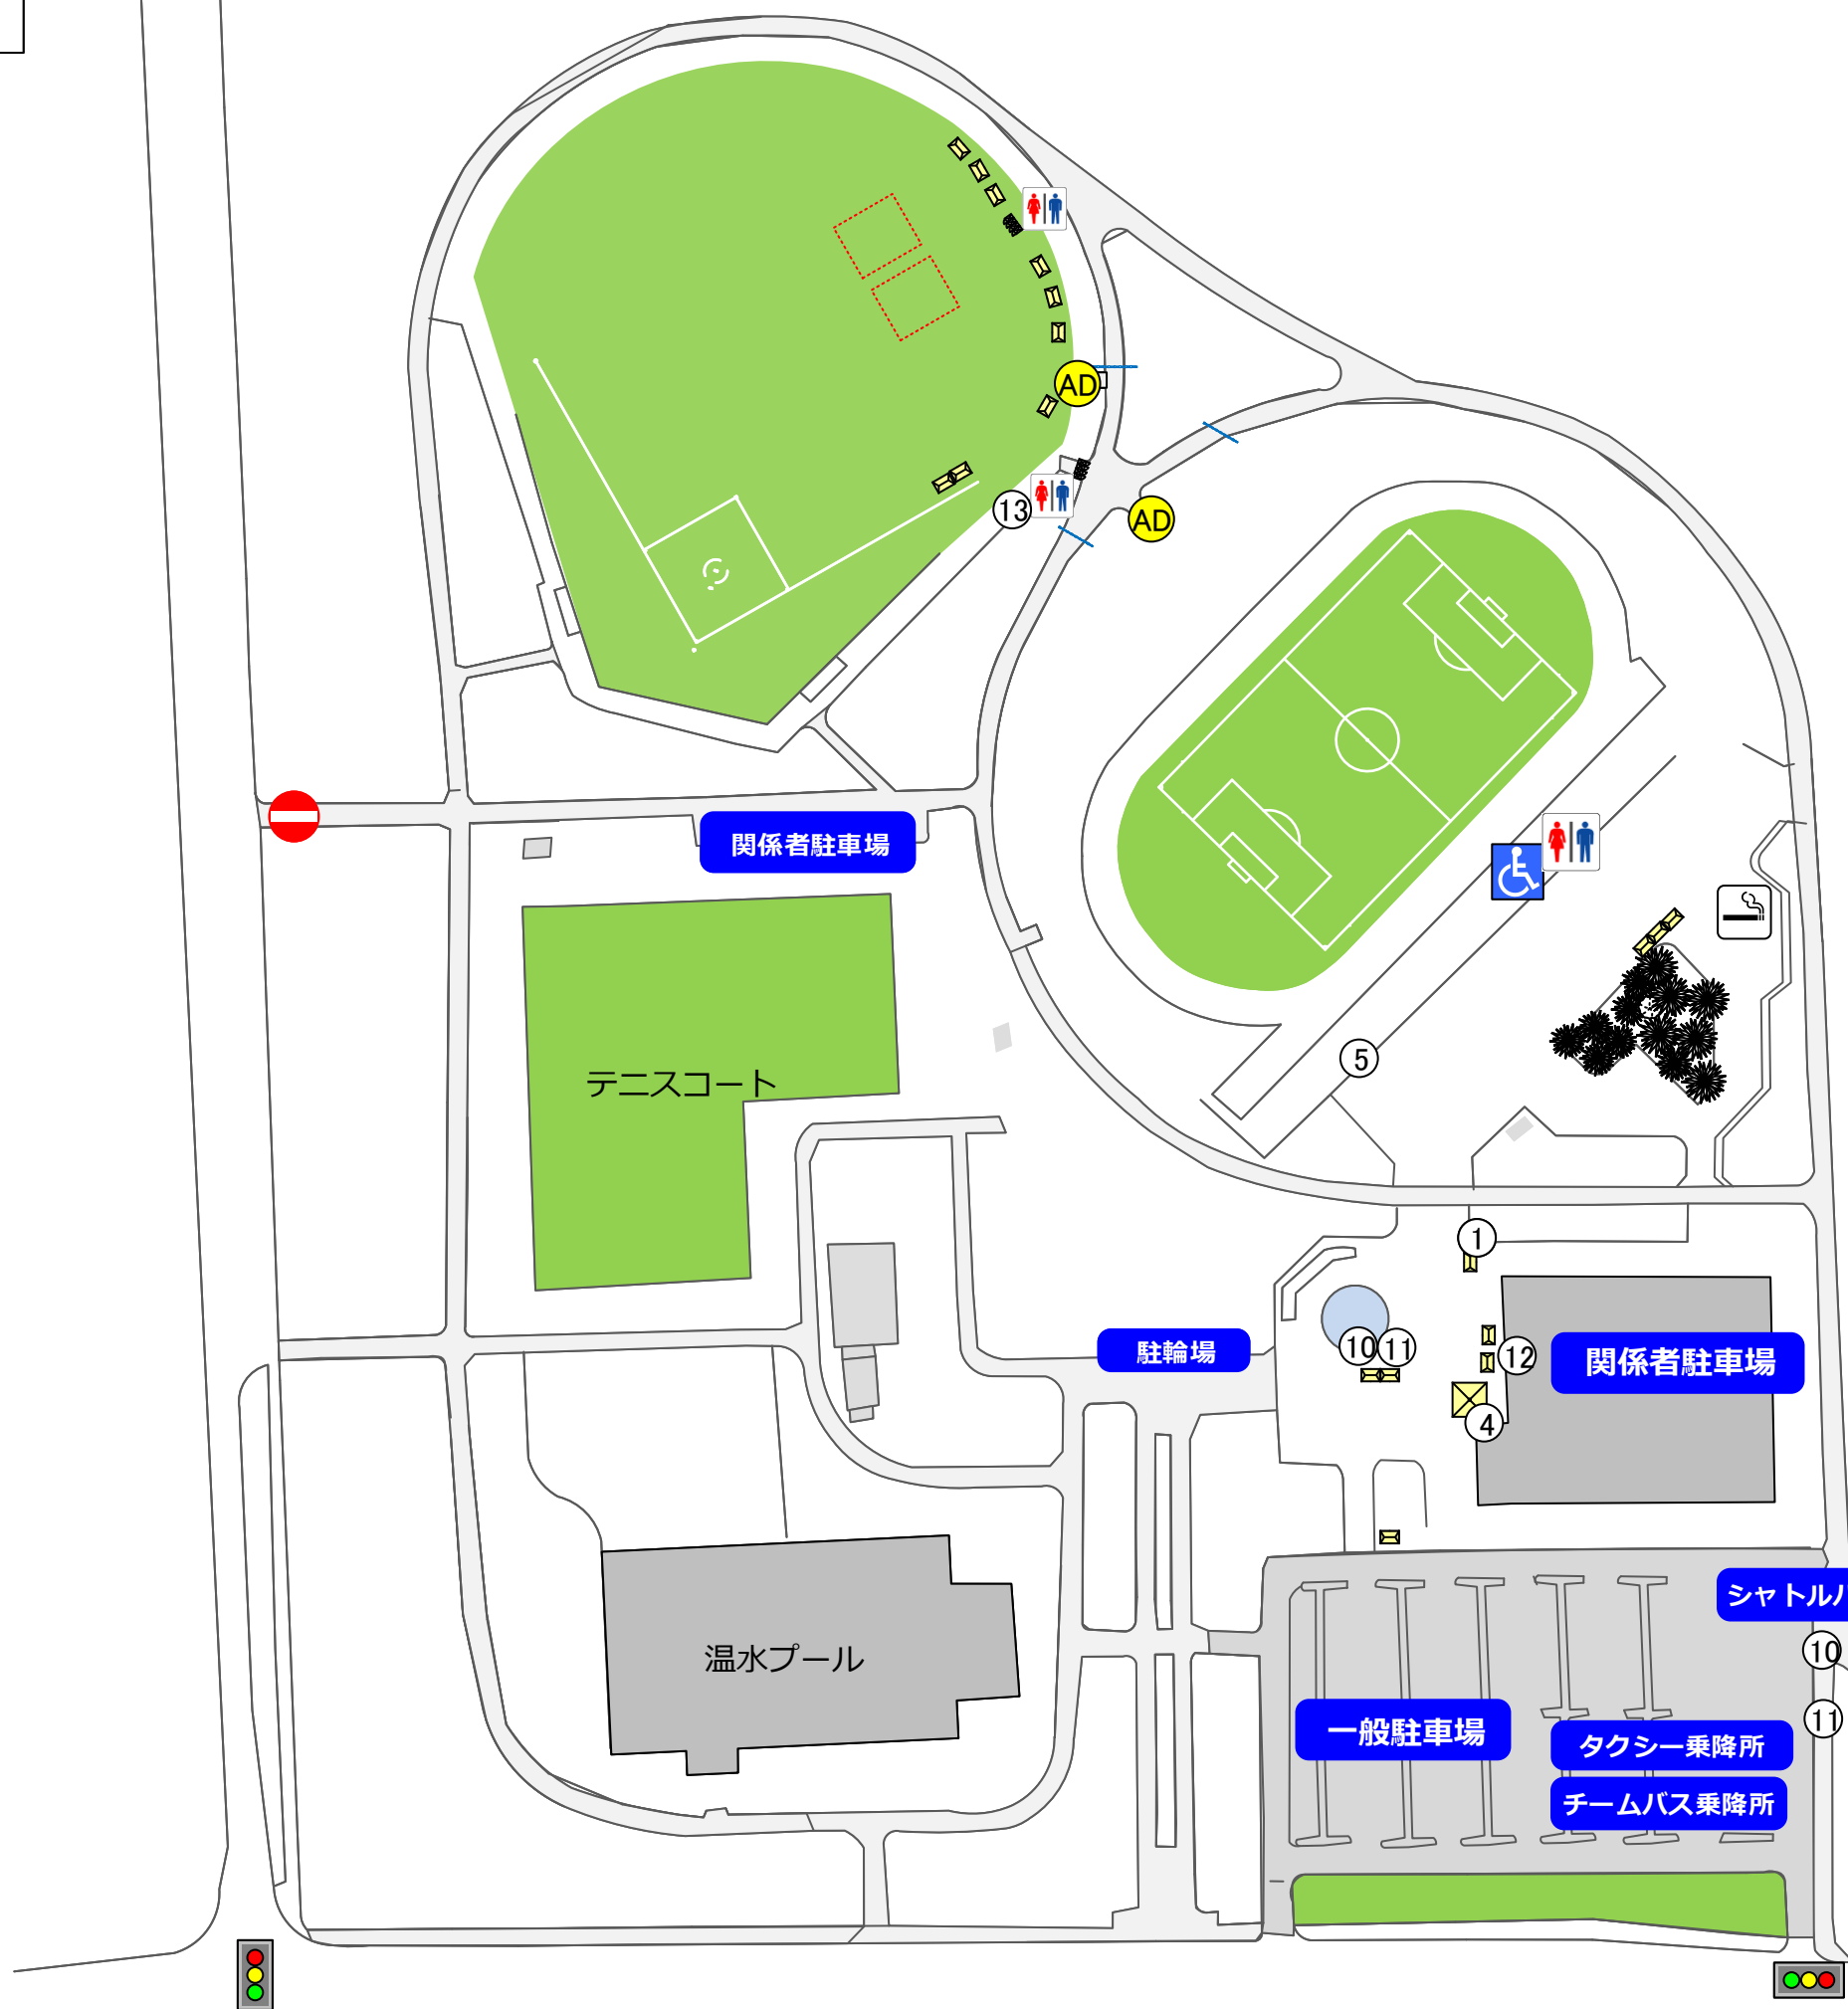 AD
13
AD
関係者駐車場
テニスコート
5
1
駐輪場
10
11
12
関係者駐車場
4
シャトルバ
10
温水プール
11
一般駐車場
タクシー乗降所
チームバス乗降所